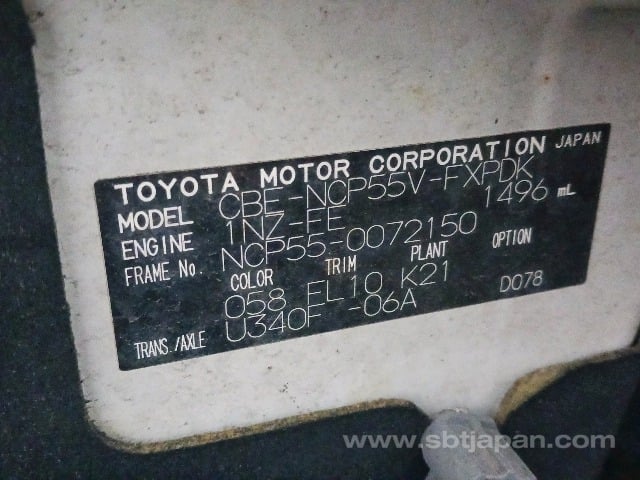 TOYOTA MOTOR CORPORATION JAPAN
MODEL CBE-NCP55V-FXPDK
ENGINE 1NZ-FE 1496 mL
FRAME No. NCP55-0072150
COLOR TRIM PLANT OPTION
058 FL10 K21 D078
TRANS./AXLE U340F -06A
www.sbtjapan.com